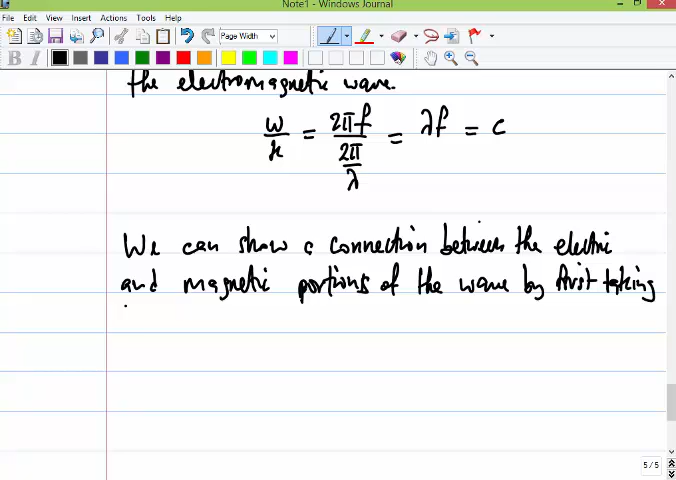 Note1 - Windows Journal
File Edit View Insert Actions Tools Help
Page Width
B I
the electromagnetic wave.
ω/k = 2πf/(2π/λ) = λf = c
We can show a connection between the electric
and magnetic portions of the wave by first taking
5/5